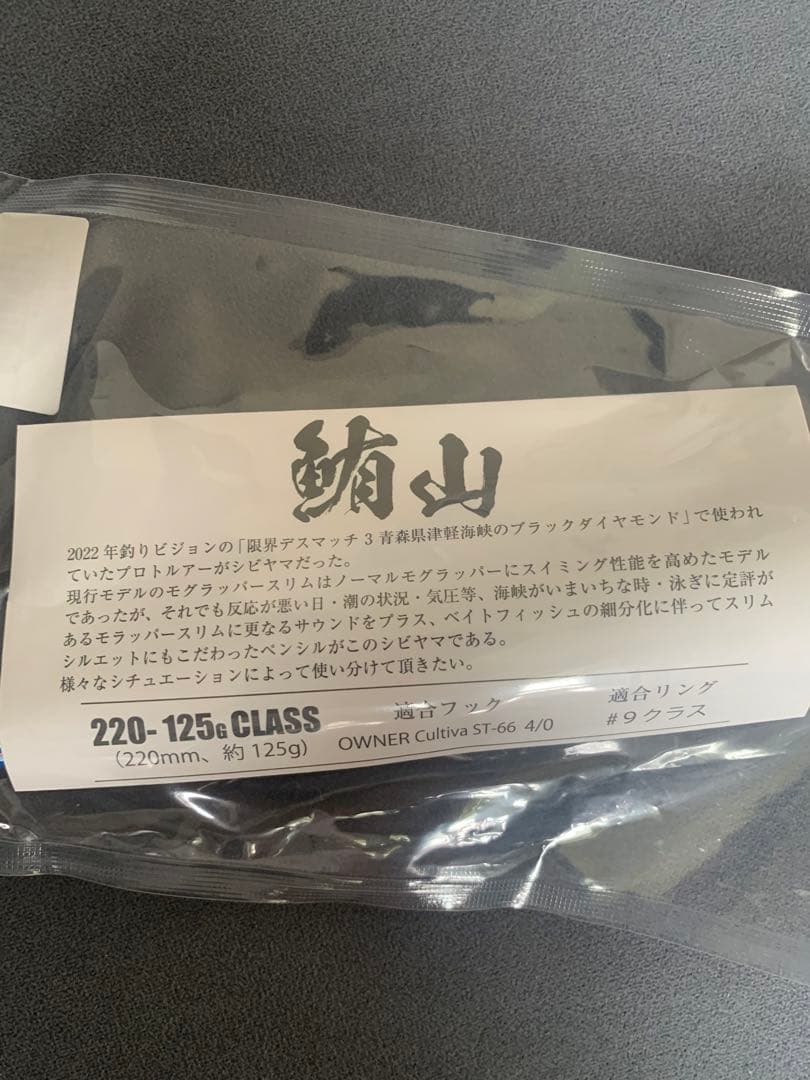 鮪山
2022年釣りビジョンの「限界デスマッチ3 青森県津軽海峡のブラックダイヤモンド」で使われ
ていたプロトルアーがシビヤマだった。
現行モデルのモグラッパースリムはノーマルモグラッパーにスイミング性能を高めたモデル
であったが、それでも反応が悪い日・潮の状況・気圧等、海峡がいまいちな時・泳ぎに定評が
あるモラッパースリムに更なるサウンドをプラス、ベイトフィッシュの細分化に伴ってスリム
シルエットにもこだわったペンシルがこのシビヤマである。
様々なシチュエーションによって使い分けて頂きたい。
220-125G CLASS
(220mm、約125g)
適合フック
OWNER Cultiva ST-66 4/0
適合リング
#9クラス